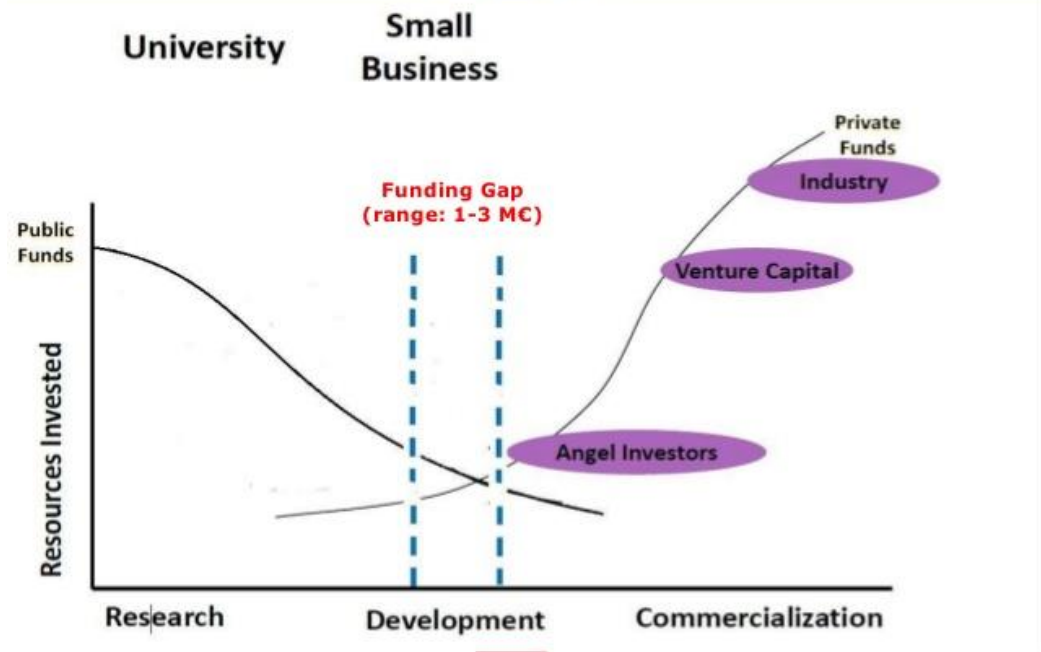 University
Small
Business
Private
Funds
Industry
Funding Gap
(range: 1-3 M€)
Public
Funds
Venture Capital
Angel Investors
Resources Invested
Research
Development
Commercialization